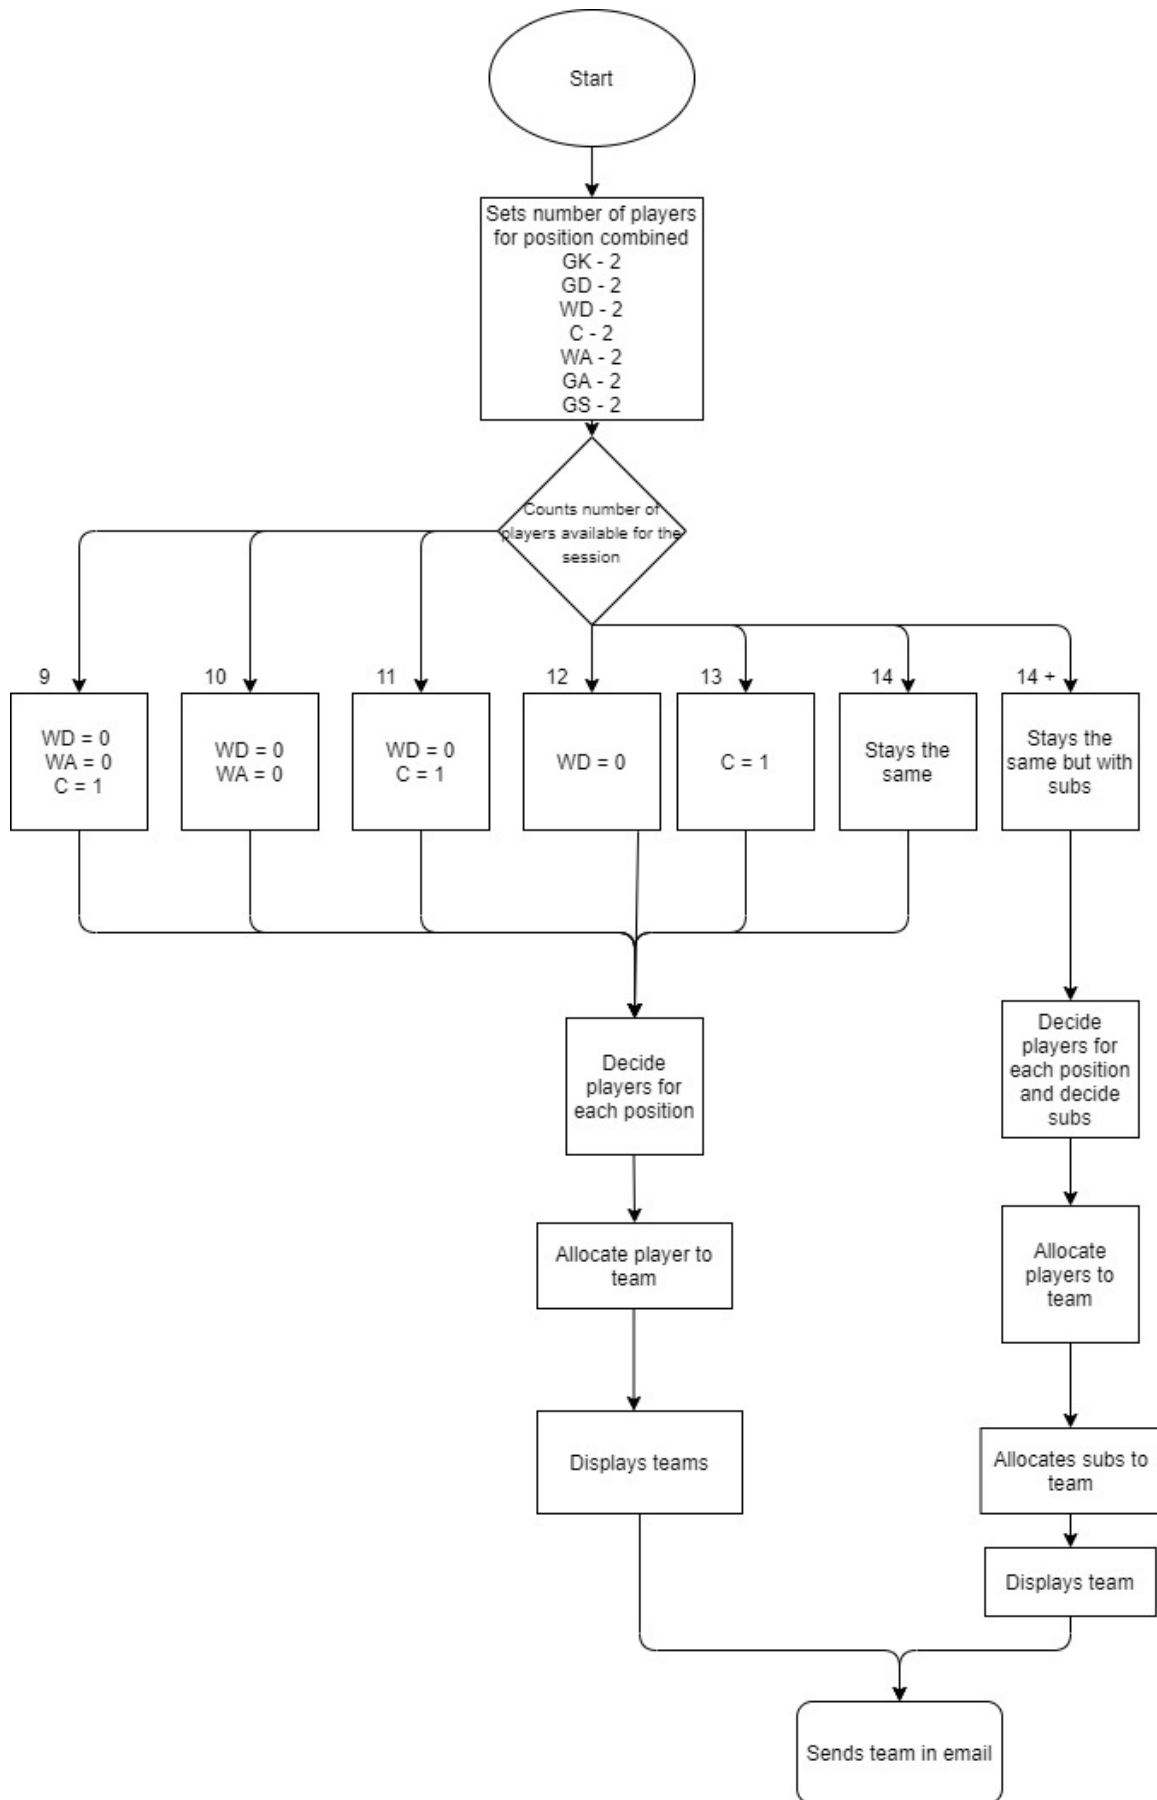 Start
Sets number of players
for position combined
GK - 2
GD - 2
WD - 2
C - 2
WA - 2
GA - 2
GS - 2
Counts number of
players available for the
session
9
10
11
12
13
14
14 +
WD = 0
WA = 0
C = 1
WD = 0
WA = 0
WD = 0
C = 1
WD = 0
C = 1
Stays the
same
Stays the
same but with
subs
Decide
players for
each position
Decide
players for
each position
and decide
subs
Allocate player to
team
Allocate
players to
team
Displays teams
Allocates subs to
team
Displays team
Sends team in email